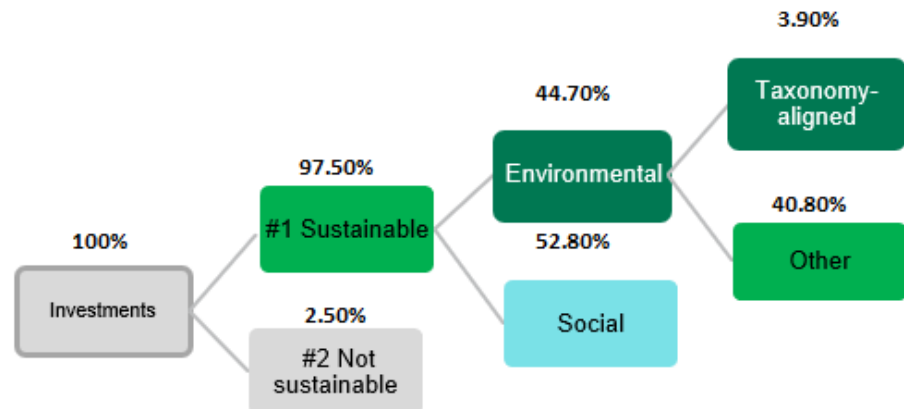 3.90%
Taxonomy-
aligned
44.70%
Environmental
97.50%
#1 Sustainable
40.80%
Other
100%
Investments
52.80%
Social
2.50%
#2 Not
sustainable